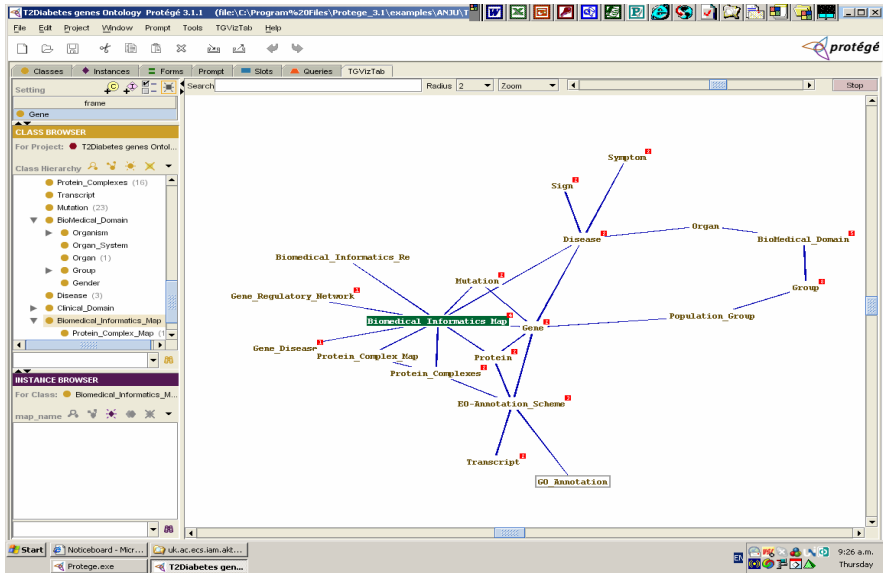 T2Diabetes genes Ontology Protégé 3.1.1 (file:\C:\Program%20Files\Protege_3.1\examples\ANJU\T
File Edit Project Window Prompt Tools TGVizTab Help
protégé
Classes Instances Forms Prompt Slots Queries TGVizTab
Setting
Search Radius 2 Zoom Stop
frame
Gene
CLASS BROWSER
For Project: T2Diabetes genes Ontol...
Class Hierarchy
Protein_Complexes (16)
Transcript
Mutation (23)
BioMedical_Domain
Organism
Organ_System
Organ (1)
Group
Gender
Disease (3)
Clinical_Domain
Biomedical_Informatics_Map
Protein_Complex_Map (1
INSTANCE BROWSER
For Class: Biomedical_Informatics_M...
map_name
Symptom
Sign
Disease
Organ
BioMedical_Domain
Biomedical_Informatics_Re
Mutation
Group
Gene_Regulatory_Network
Biomedical_Informatics_Map
Gene
Population_Group
Gene_Disease
Protein_Complex_Map
Protein
Protein_Complexes
EO-Annotation_Scheme
Transcript
GO_Annotation
Start Noticeboard - Micr... uk.ac.ecs.iam.akt...
Protege.exe T2Diabetes gen...
EN
9:26 a.m.
Thursday